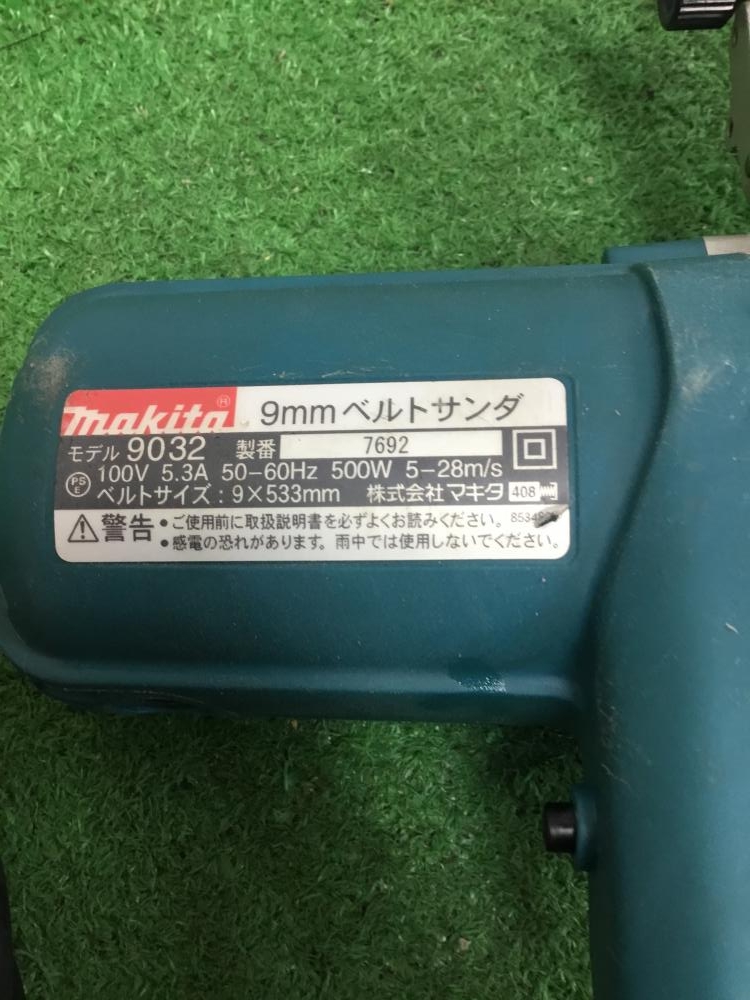 makita® 9mmベルトサンダ
モデル 9032 製番 7692
PSE 100V 5.3A 50-60Hz 500W 5-28m/s
ベルトサイズ:9×533mm 株式会社マキタ 408
⚠警告 •ご使用前に取扱説明書を必ずよくお読みください。
•感電の恐れがあります。雨中では使用しないでください。